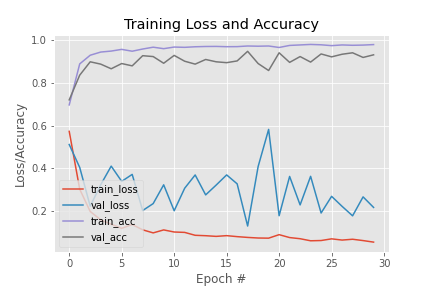 Training Loss and Accuracy
1.0
0.8
0.6
0.4
0.2
Loss/Accuracy
train_loss
val_loss
train_acc
val_acc
0 5 10 15 20 25 30
Epoch #